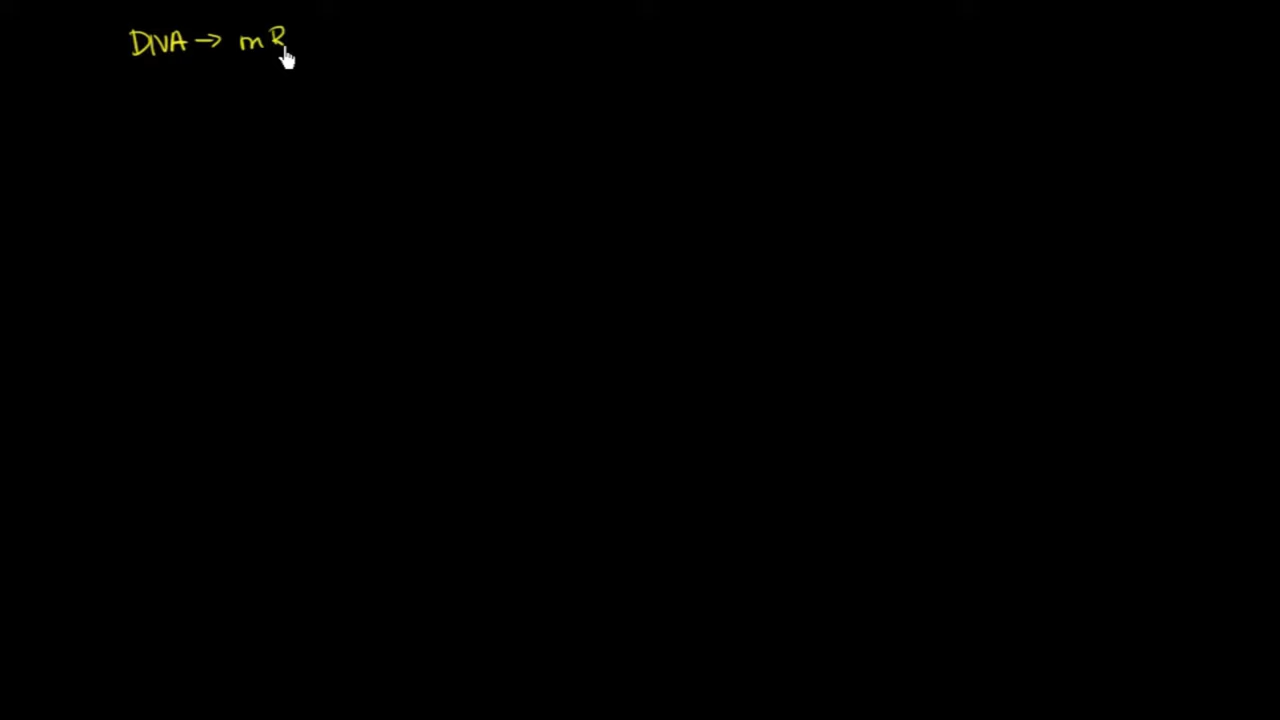 DNA → mR